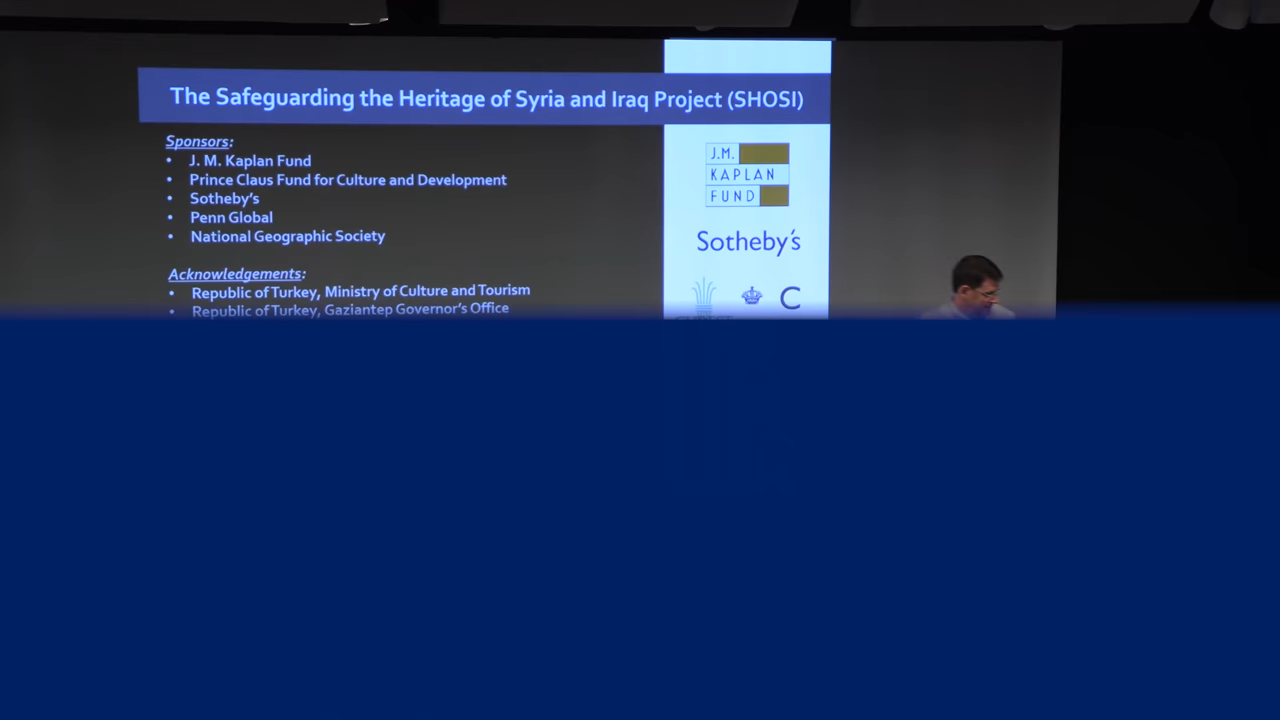 The Safeguarding the Heritage of Syria and Iraq Project (SHOSI)
Sponsors:
• J. M. Kaplan Fund
• Prince Claus Fund for Culture and Development
• Sotheby's
• Penn Global
• National Geographic Society
Acknowledgements:
• Republic of Turkey, Ministry of Culture and Tourism
• Republic of Turkey, Gaziantep Governor's Office
J.M.
KAPLAN
FUND
Sotheby's
C